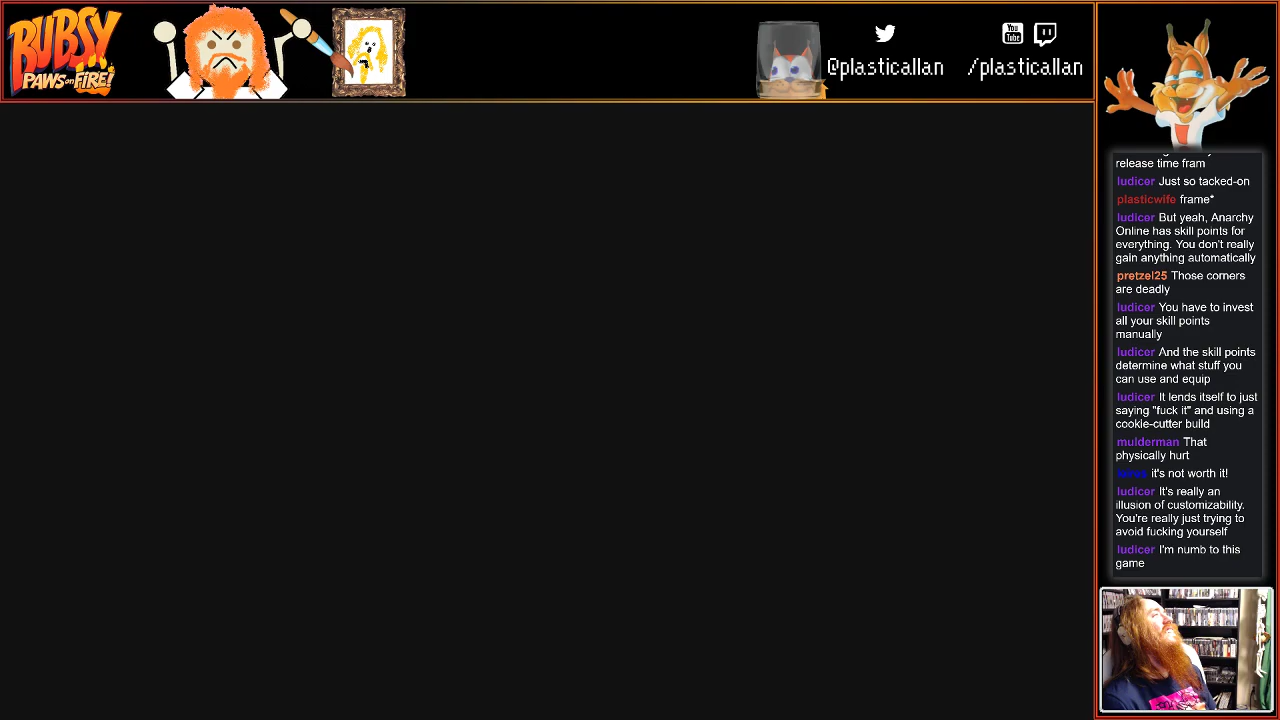 BUBSY
PAWS on FIRE!
@plasticallan
You
Tube
/plasticallan
release time fram
ludicer Just so tacked-on
plasticwife frame*
ludicer But yeah, Anarchy
Online has skill points for
everything. You don't really
gain anything automatically
pretzel25 Those corners
are deadly
ludicer You have to invest
all your skill points
manually
ludicer And the skill points
determine what stuff you
can use and equip
ludicer It lends itself to just
saying "fuck it" and using a
cookie-cutter build
mulderman That
physically hurt
it's not worth it!
ludicer It's really an
illusion of customizability.
You're really just trying to
avoid fucking yourself
ludicer I'm numb to this
game